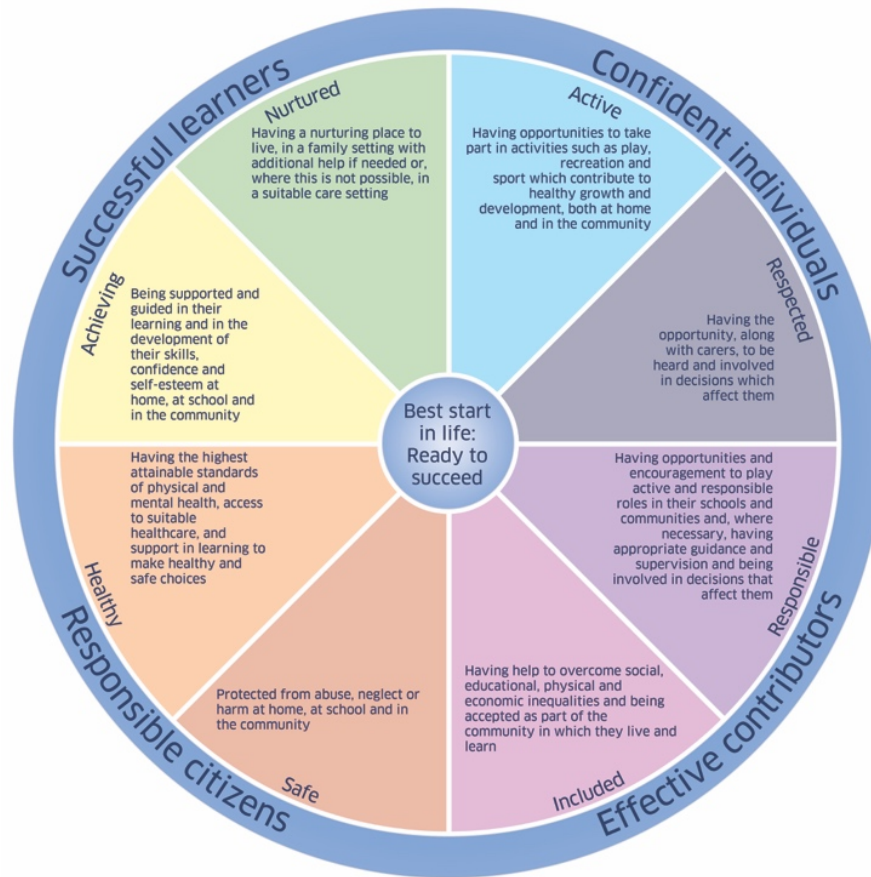 Successful learners
Confident individuals
Nurtured
Having a nurturing place to
live, in a family setting with
additional help if needed or,
where this is not possible, in
a suitable care setting
Active
Having opportunities to take
part in activities such as play,
recreation and
sport which contribute to
healthy growth and
development, both at home
and in the community
Achieving
Being supported and
guided in their
learning and in the
development of
their skills,
confidence and
self-esteem at
home, at school and
in the community
Respected
Having the
opportunity, along
with carers, to be
heard and involved
in decisions which
affect them
Best start
in life:
Ready to
succeed
Healthy
Having the highest
attainable standards
of physical and
mental health, access
to suitable
healthcare, and
support in learning to
make healthy and
safe choices
Responsible
Having opportunities and
encouragement to play
active and responsible
roles in their schools and
communities and, where
necessary, having
appropriate guidance and
supervision and being
involved in decisions that
affect them
Protected from abuse, neglect or
harm at home, at school and in
the community
Safe
Having help to overcome social,
educational, physical and
economic inequalities and being
accepted as part of the
community in which they live and
learn
Included
Responsible citizens
Effective contributors